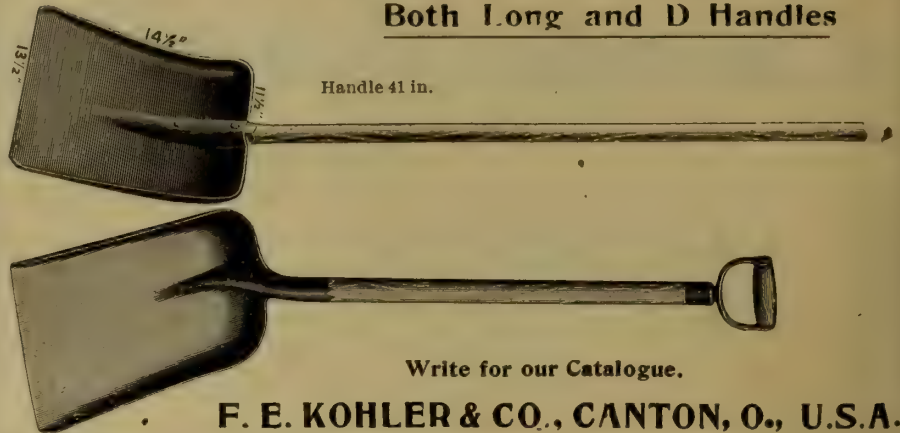 Both Long and D Handles
14½"
13½"
11½"
Handle 41 in.
Write for our Catalogue.
F. E. KOHLER & CO., CANTON, O., U.S.A.